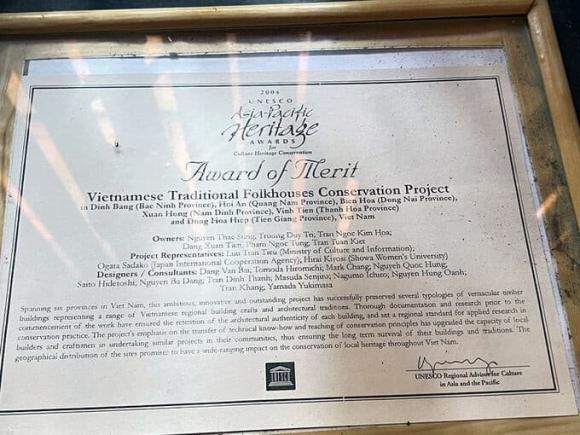 2004
UNESCO
Asia-Pacific
Heritage
AWARDS
for
Culture Heritage Conservation
Award of Merit
Vietnamese Traditional Folkhouses Conservation Project
in Dinh Bang (Bac Ninh Province), Hoi An (Quang Nam Province), Bien Hoa (Dong Nai Province),
Xuan Hong (Nam Dinh Province), Vinh Tien (Thanh Hoa Province)
and Dong Hoa Hiep (Tien Giang Province), Viet Nam
Owners: Nguyen Thac Sung, Truong Duy Tri, Tran Ngoc Kim Hoa;
Dang Xuan Tien; Pham Ngoc Tung; Tran Tuan Kiet
Project Representatives: Luu Tran Tieu (Ministry of Culture and Information);
Ogata Sadako (Japan International Cooperation Agency); Hirai Kiyosi (Showa Women's University)
Designers / Consultants: Dang Van Bai; Tomoda Hiromichi; Mark Chang; Nguyen Quoc Hung;
Saito Hidetoshi; Nguyen Ba Dang; Tran Dinh Thanh; Masuda Senjuro; Nagumo Ichiro; Nguyen Hung Oanh;
Tran Khang, Yamada Yukimasa
Spanning six provinces in Viet Nam, this ambitious, innovative and outstanding project has successfully preserved several typologies of vernacular timber
buildings representing a range of Vietnamese regional building crafts and architectural traditions. Thorough documentation and research prior to the
commencement of the work have ensured the retention of the architectural authenticity of each building, and set a regional standard for applied research in
conservation practice. The project's emphasis on the transfer of technical know-how and teaching of conservation principles has upgraded the capacity of local
builders and craftsmen in undertaking similar projects in their communities, thus ensuring the long term survival of these buildings and traditions. The
geographical distribution of the sites promises to have a wide-ranging impact on the conservation of local heritage throughout Viet Nam.
UNESCO Regional Advisor for Culture
in Asia and the Pacific
UNESCO